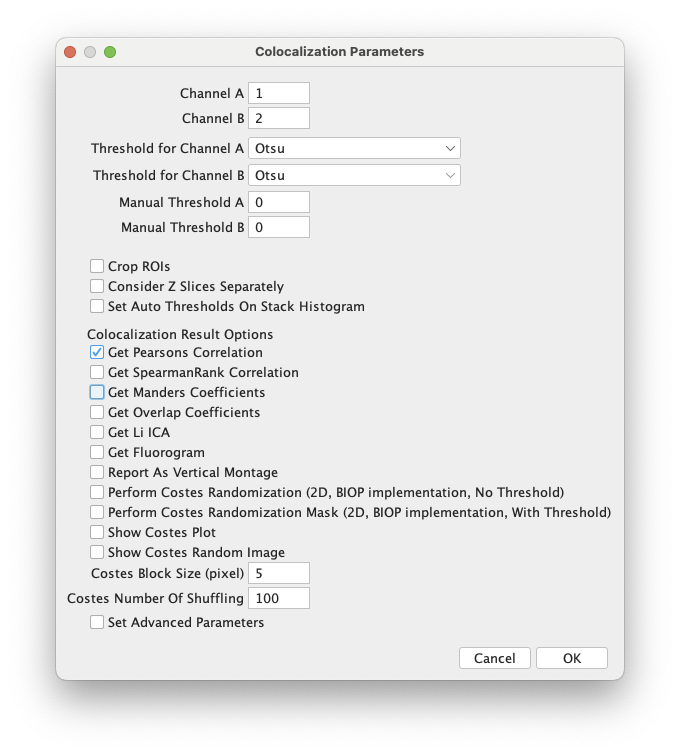 Colocalization Parameters
Channel A 1
Channel B 2
Threshold for Channel A Otsu
Threshold for Channel B Otsu
Manual Threshold A 0
Manual Threshold B 0
Crop ROIs
Consider Z Slices Separately
Set Auto Thresholds On Stack Histogram
Colocalization Result Options
Get Pearsons Correlation
Get SpearmanRank Correlation
Get Manders Coefficients
Get Overlap Coefficients
Get Li ICA
Get Fluorogram
Report As Vertical Montage
Perform Costes Randomization (2D, BIOP implementation, No Threshold)
Perform Costes Randomization Mask (2D, BIOP implementation, With Threshold)
Show Costes Plot
Show Costes Random Image
Costes Block Size (pixel) 5
Costes Number Of Shuffling 100
Set Advanced Parameters
Cancel OK